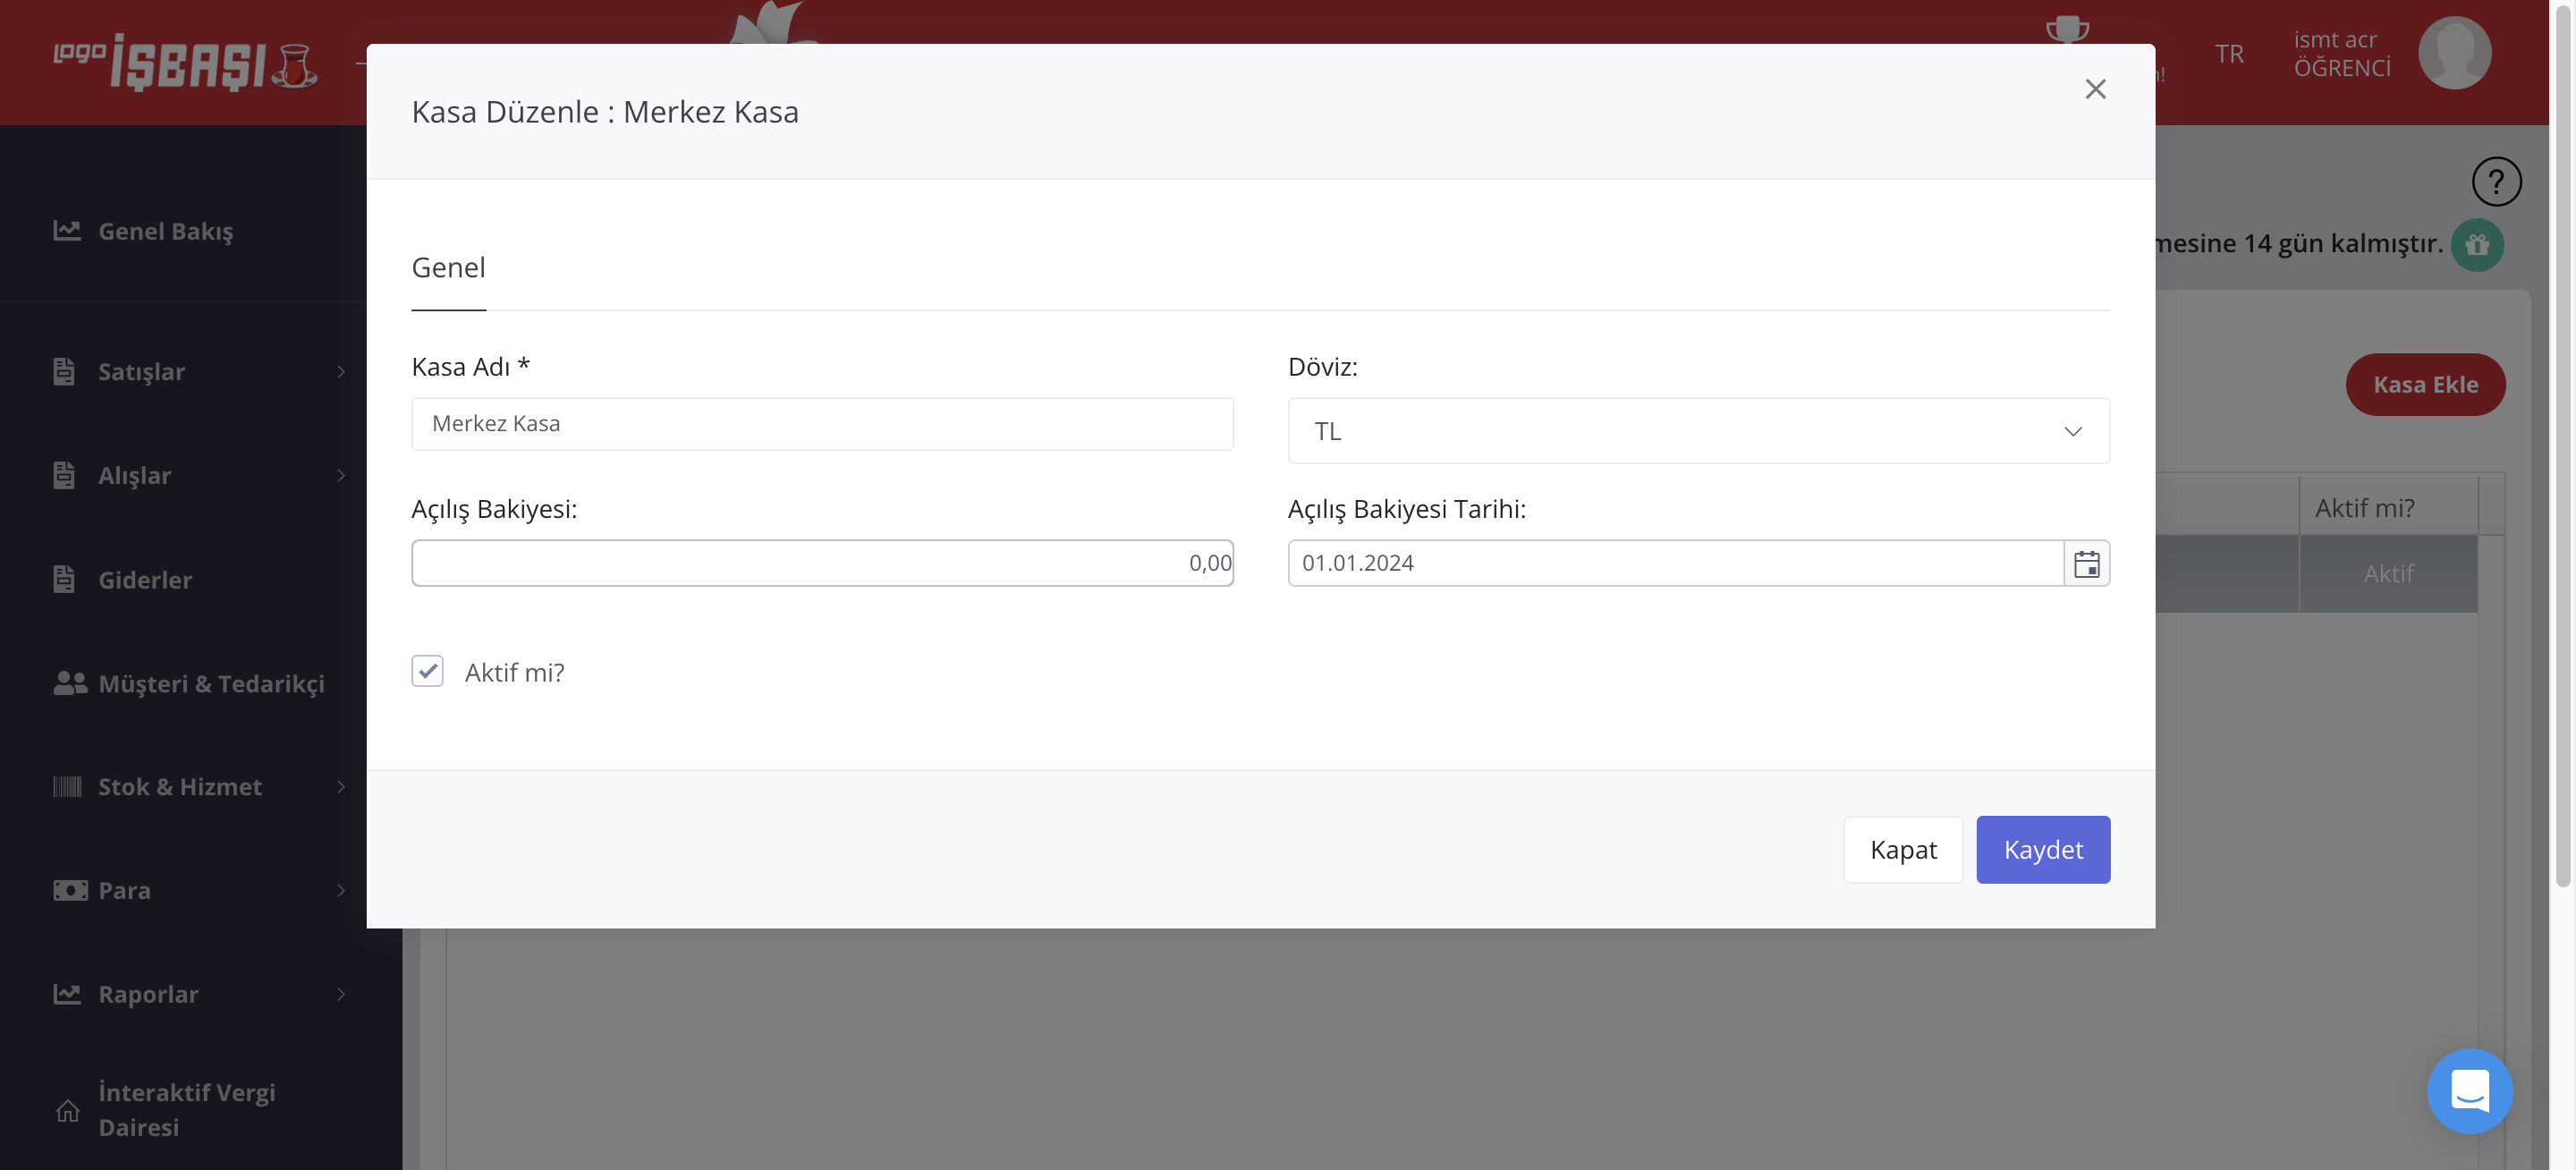 logo İŞBAŞI
TR
ismt acr
ÖĞRENCİ
Kasa Düzenle : Merkez Kasa
Genel Bakış
mesine 14 gün kalmıştır.
Genel
Satışlar
Kasa Adı *
Döviz:
Kasa Ekle
Merkez Kasa
TL
Alışlar
Açılış Bakiyesi:
Açılış Bakiyesi Tarihi:
Aktif mi?
0,00
01.01.2024
Giderler
Aktif
Müşteri & Tedarikçi
Aktif mi?
Stok & Hizmet
Para
Kapat
Kaydet
Raporlar
İnteraktif Vergi
Dairesi